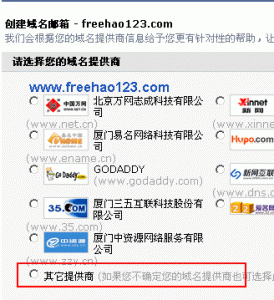 创建域名邮箱 - freehao123.com
我们会根据您的域名提供商信息给予您更有针对性的帮助，让
请选择您的域名提供商
www.freehao123.com
中国万网
北京万网志成科技有限公司
(www.net.cn)
Xinnet
(www.xinne
厦门易名网络科技有限公司
(www.ename.cn)
Hupo.com
Go Daddy
GODADDY
(www.godaddy.com)
新网互联
(www.dns.c
35.COM
厦门三五互联科技股份有限公司
(www.35.com)
爱名网
中资源
厦门中资源网络服务有限公司
(www.zzy.cn)
其它提供商 (如果您不确定您的域名提供商也可选择